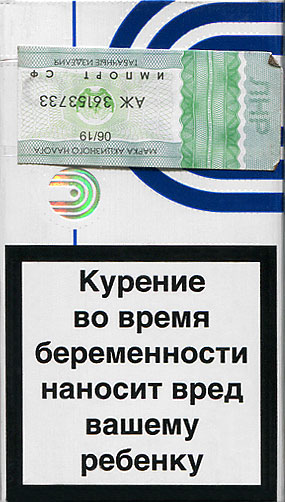 ЛНР
МАРКА АКЦИЗНОГО НАЛОГА
06/19
АЖ 36153733
ИМПОРТ СФ
ТАБАЧНЫЕ ИЗДЕЛИЯ
Курение
во время
беременности
наносит вред
вашему
ребенку